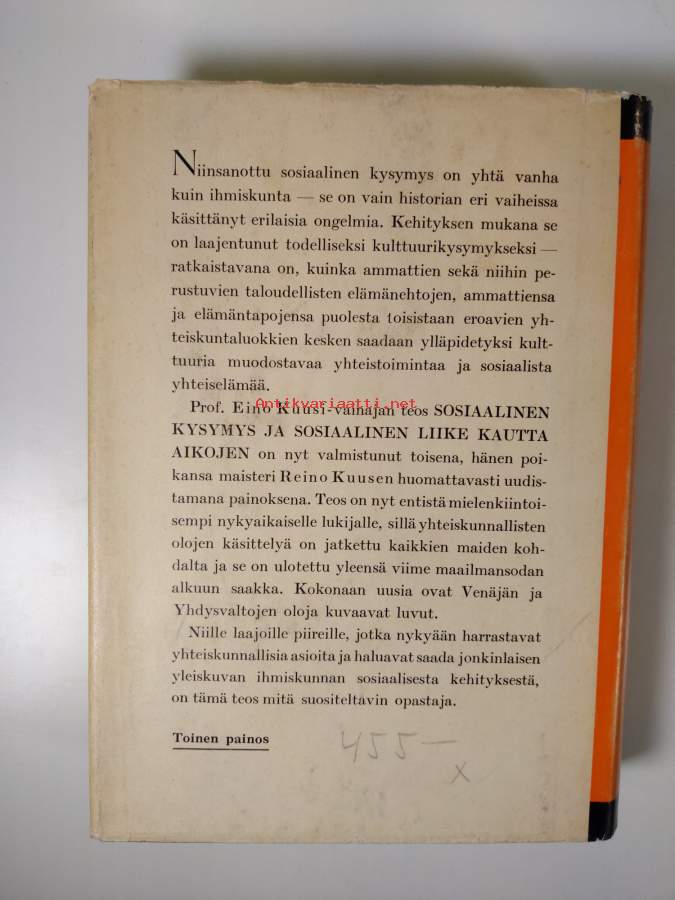 Niinsanottu sosiaalinen kysymys on yhtä vanha
kuin ihmiskunta — se on vain historian eri vaiheissa
käsittänyt erilaisia ongelmia. Kehityksen mukana se
on laajentunut todelliseksi kulttuurikysymykseksi —
ratkaistavana on, kuinka ammattien sekä niihin pe-
rustuvien taloudellisten elämänehtojen, ammattiensa
ja elämäntapojensa puolesta toisistaan eroavien yh-
teiskuntaluokkien kesken saadaan ylläpidetyksi kult-
tuuria muodostavaa yhteistoimintaa ja sosiaalista
yhteiselämää.
Antikvariaatti.net
Prof. Eino Kuusi-vainajan teos SOSIAALINEN
KYSYMYS JA SOSIAALINEN LIIKE KAUTTA
AIKOJEN on nyt valmistunut toisena, hänen poi-
kansa maisteri Reino Kuusen huomattavasti uudis-
tamana painoksena. Teos on nyt entistä mielenkiintoi-
sempi nykyaikaiselle lukijalle, sillä yhteiskunnallisten
olojen käsittelyä on jatkettu kaikkien maiden koh-
dalta ja se on ulotettu yleensä viime maailmansodan
alkuun saakka. Kokonaan uusia ovat Venäjän ja
Yhdysvaltojen oloja kuvaavat luvut.
Niille laajoille piireille, jotka nykyään harrastavat
yhteiskunnallisia asioita ja haluavat saada jonkinlaisen
yleiskuvan ihmiskunnan sosiaalisesta kehityksestä,
on tämä teos mitä suositeltavin opastaja.
Toinen painos
455—
x